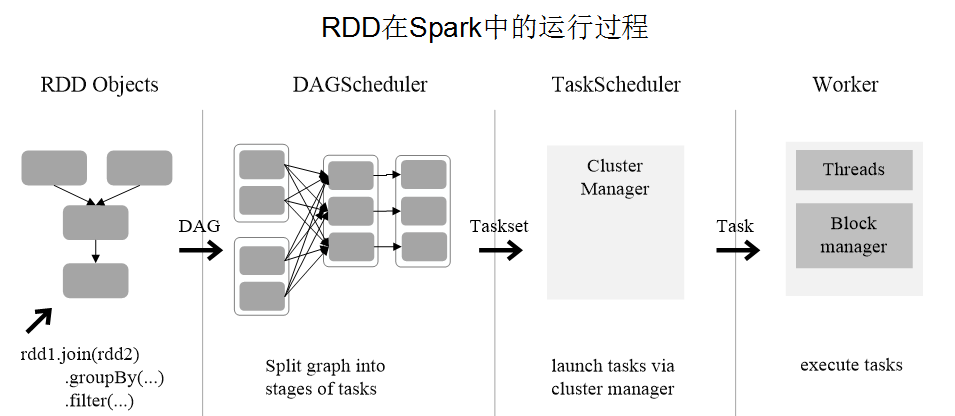 RDD在Spark中的运行过程
RDD Objects
DAGScheduler
TaskScheduler
Worker
Cluster
Manager
Threads
Block
manager
DAG
Taskset
Task
rdd1.join(rdd2)
.groupBy(...)
.filter(...)
Split graph into
stages of tasks
launch tasks via
cluster manager
execute tasks